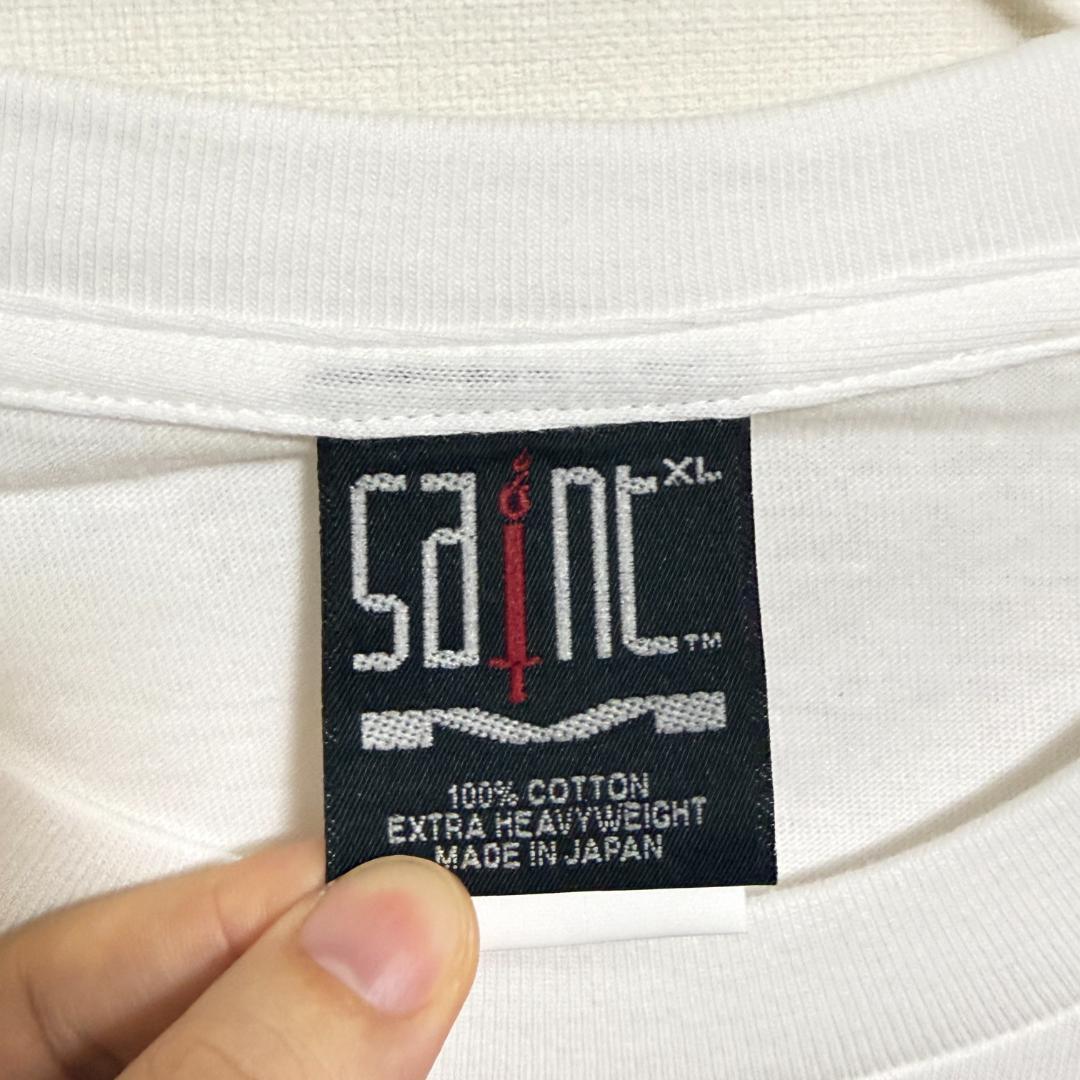 saint XL
TM
100% COTTON
EXTRA HEAVYWEIGHT
MADE IN JAPAN